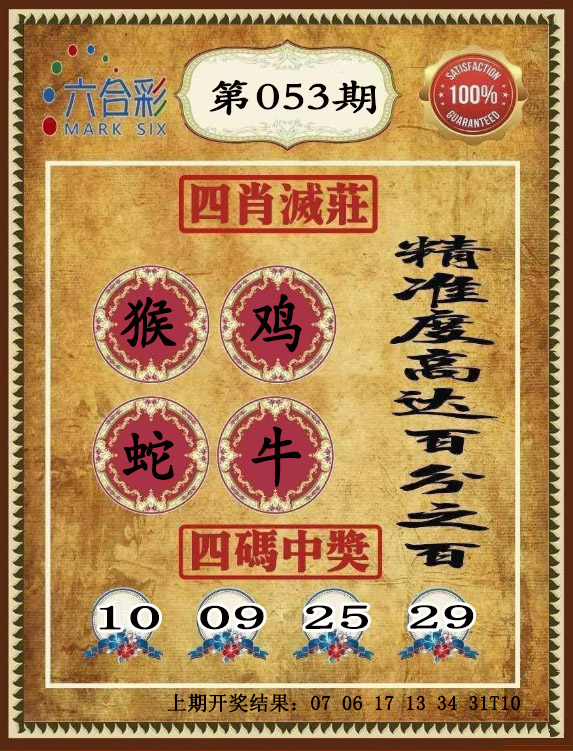 六合彩
MARK SIX
第053期
SATISFACTION
100%
GUARANTEED
四肖滅莊
猴
鸡
蛇
牛
精准度高达百分之百
四碼中獎
10 09 25 29
上期开奖结果：07 06 17 13 34 31T10